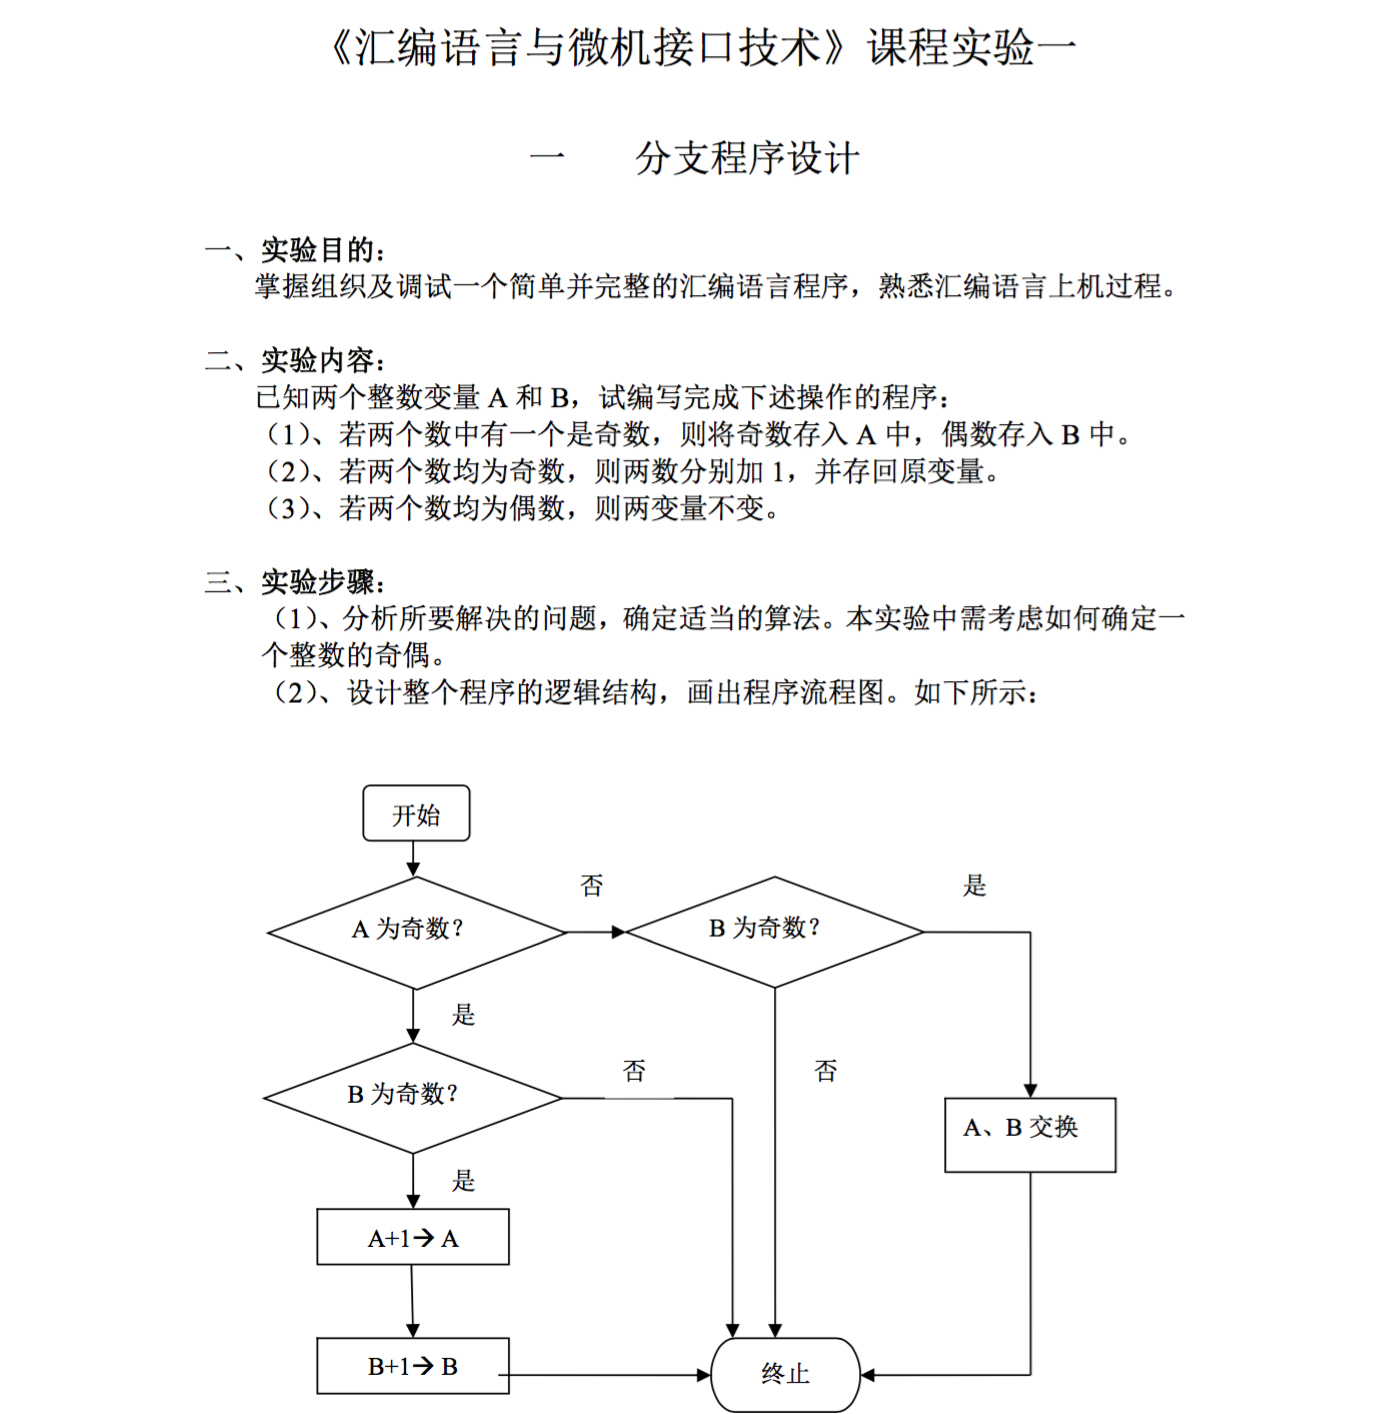 《汇编语言与微机接口技术》课程实验一
一 分支程序设计
一、实验目的：
掌握组织及调试一个简单并完整的汇编语言程序，熟悉汇编语言上机过程。
二、实验内容：
已知两个整数变量 A 和 B，试编写完成下述操作的程序：
（1）、若两个数中有一个是奇数，则将奇数存入 A 中，偶数存入 B 中。
（2）、若两个数均为奇数，则两数分别加 1，并存回原变量。
（3）、若两个数均为偶数，则两变量不变。
三、实验步骤：
（1）、分析所要解决的问题，确定适当的算法。本实验中需考虑如何确定一
个整数的奇偶。
（2）、设计整个程序的逻辑结构，画出程序流程图。如下所示：
开始
否
是
A 为奇数？
B 为奇数？
是
否
否
B 为奇数？
A、B 交换
是
A+1→ A
B+1→ B
终止